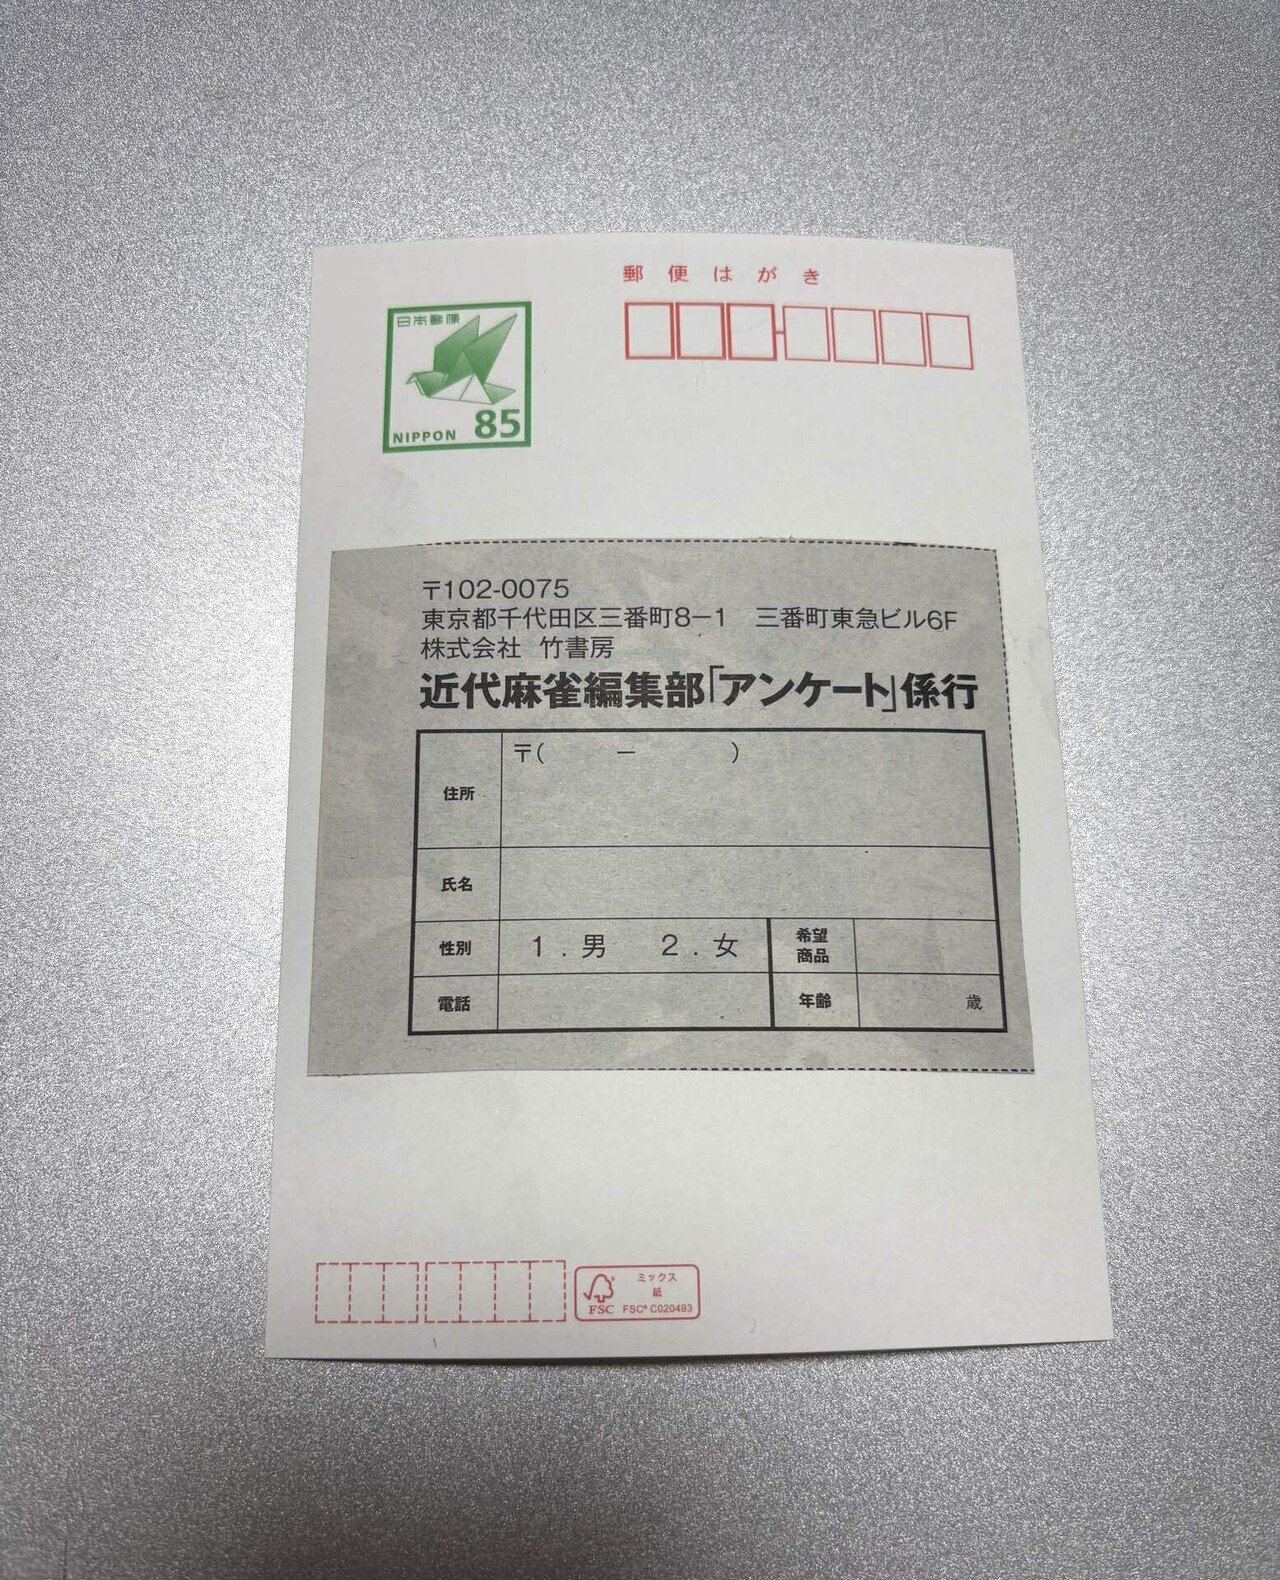 郵便はがき
日本郵便
85
NIPPON
〒102-0075
東京都千代田区三番町8−1　三番町東急ビル6F
株式会社 竹書房
近代麻雀編集部「アンケート」係行
〒(　　−　　)
住所
氏名
性別 1.男 2.女 希望商品
電話 年齢 歳
ミックス
紙
FSC FSC® C020493